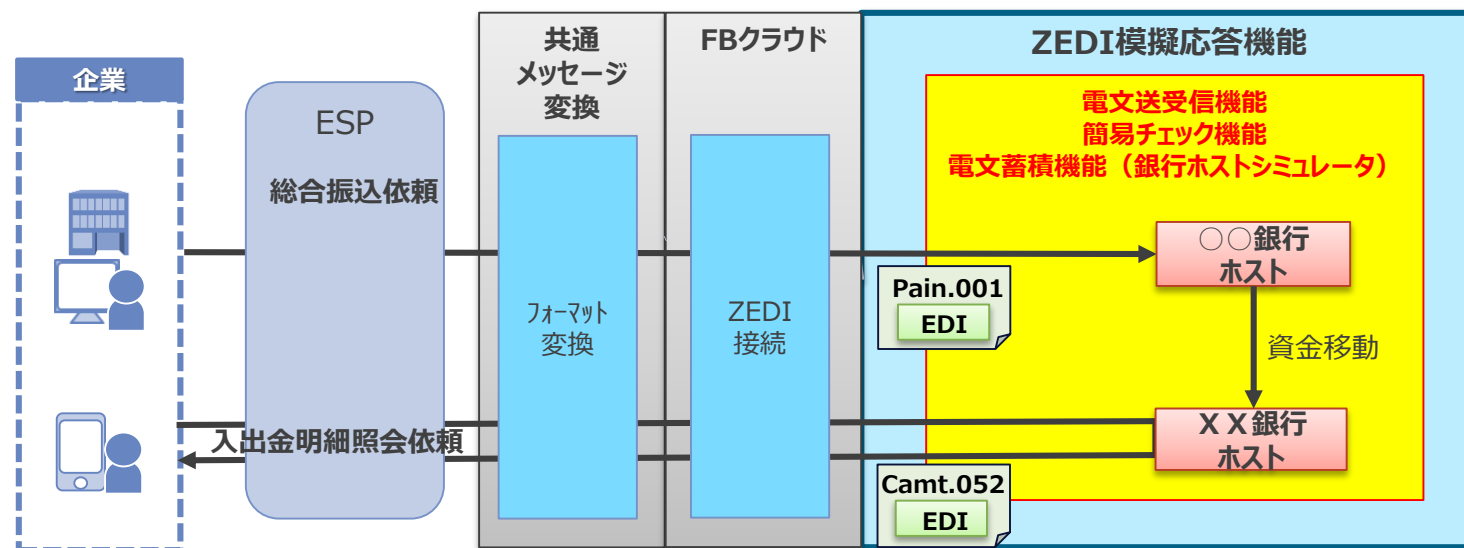 企業
ESP
総合振込依頼
入出金明細照会依頼
共通
メッセージ
変換
フォーマット
変換
FBクラウド
ZEDI
接続
ZEDI模擬応答機能
電文送受信機能
簡易チェック機能
電文蓄積機能（銀行ホストシミュレータ）
○○銀行
ホスト
Pain.001
EDI
資金移動
ＸＸ銀行
ホスト
Camt.052
EDI